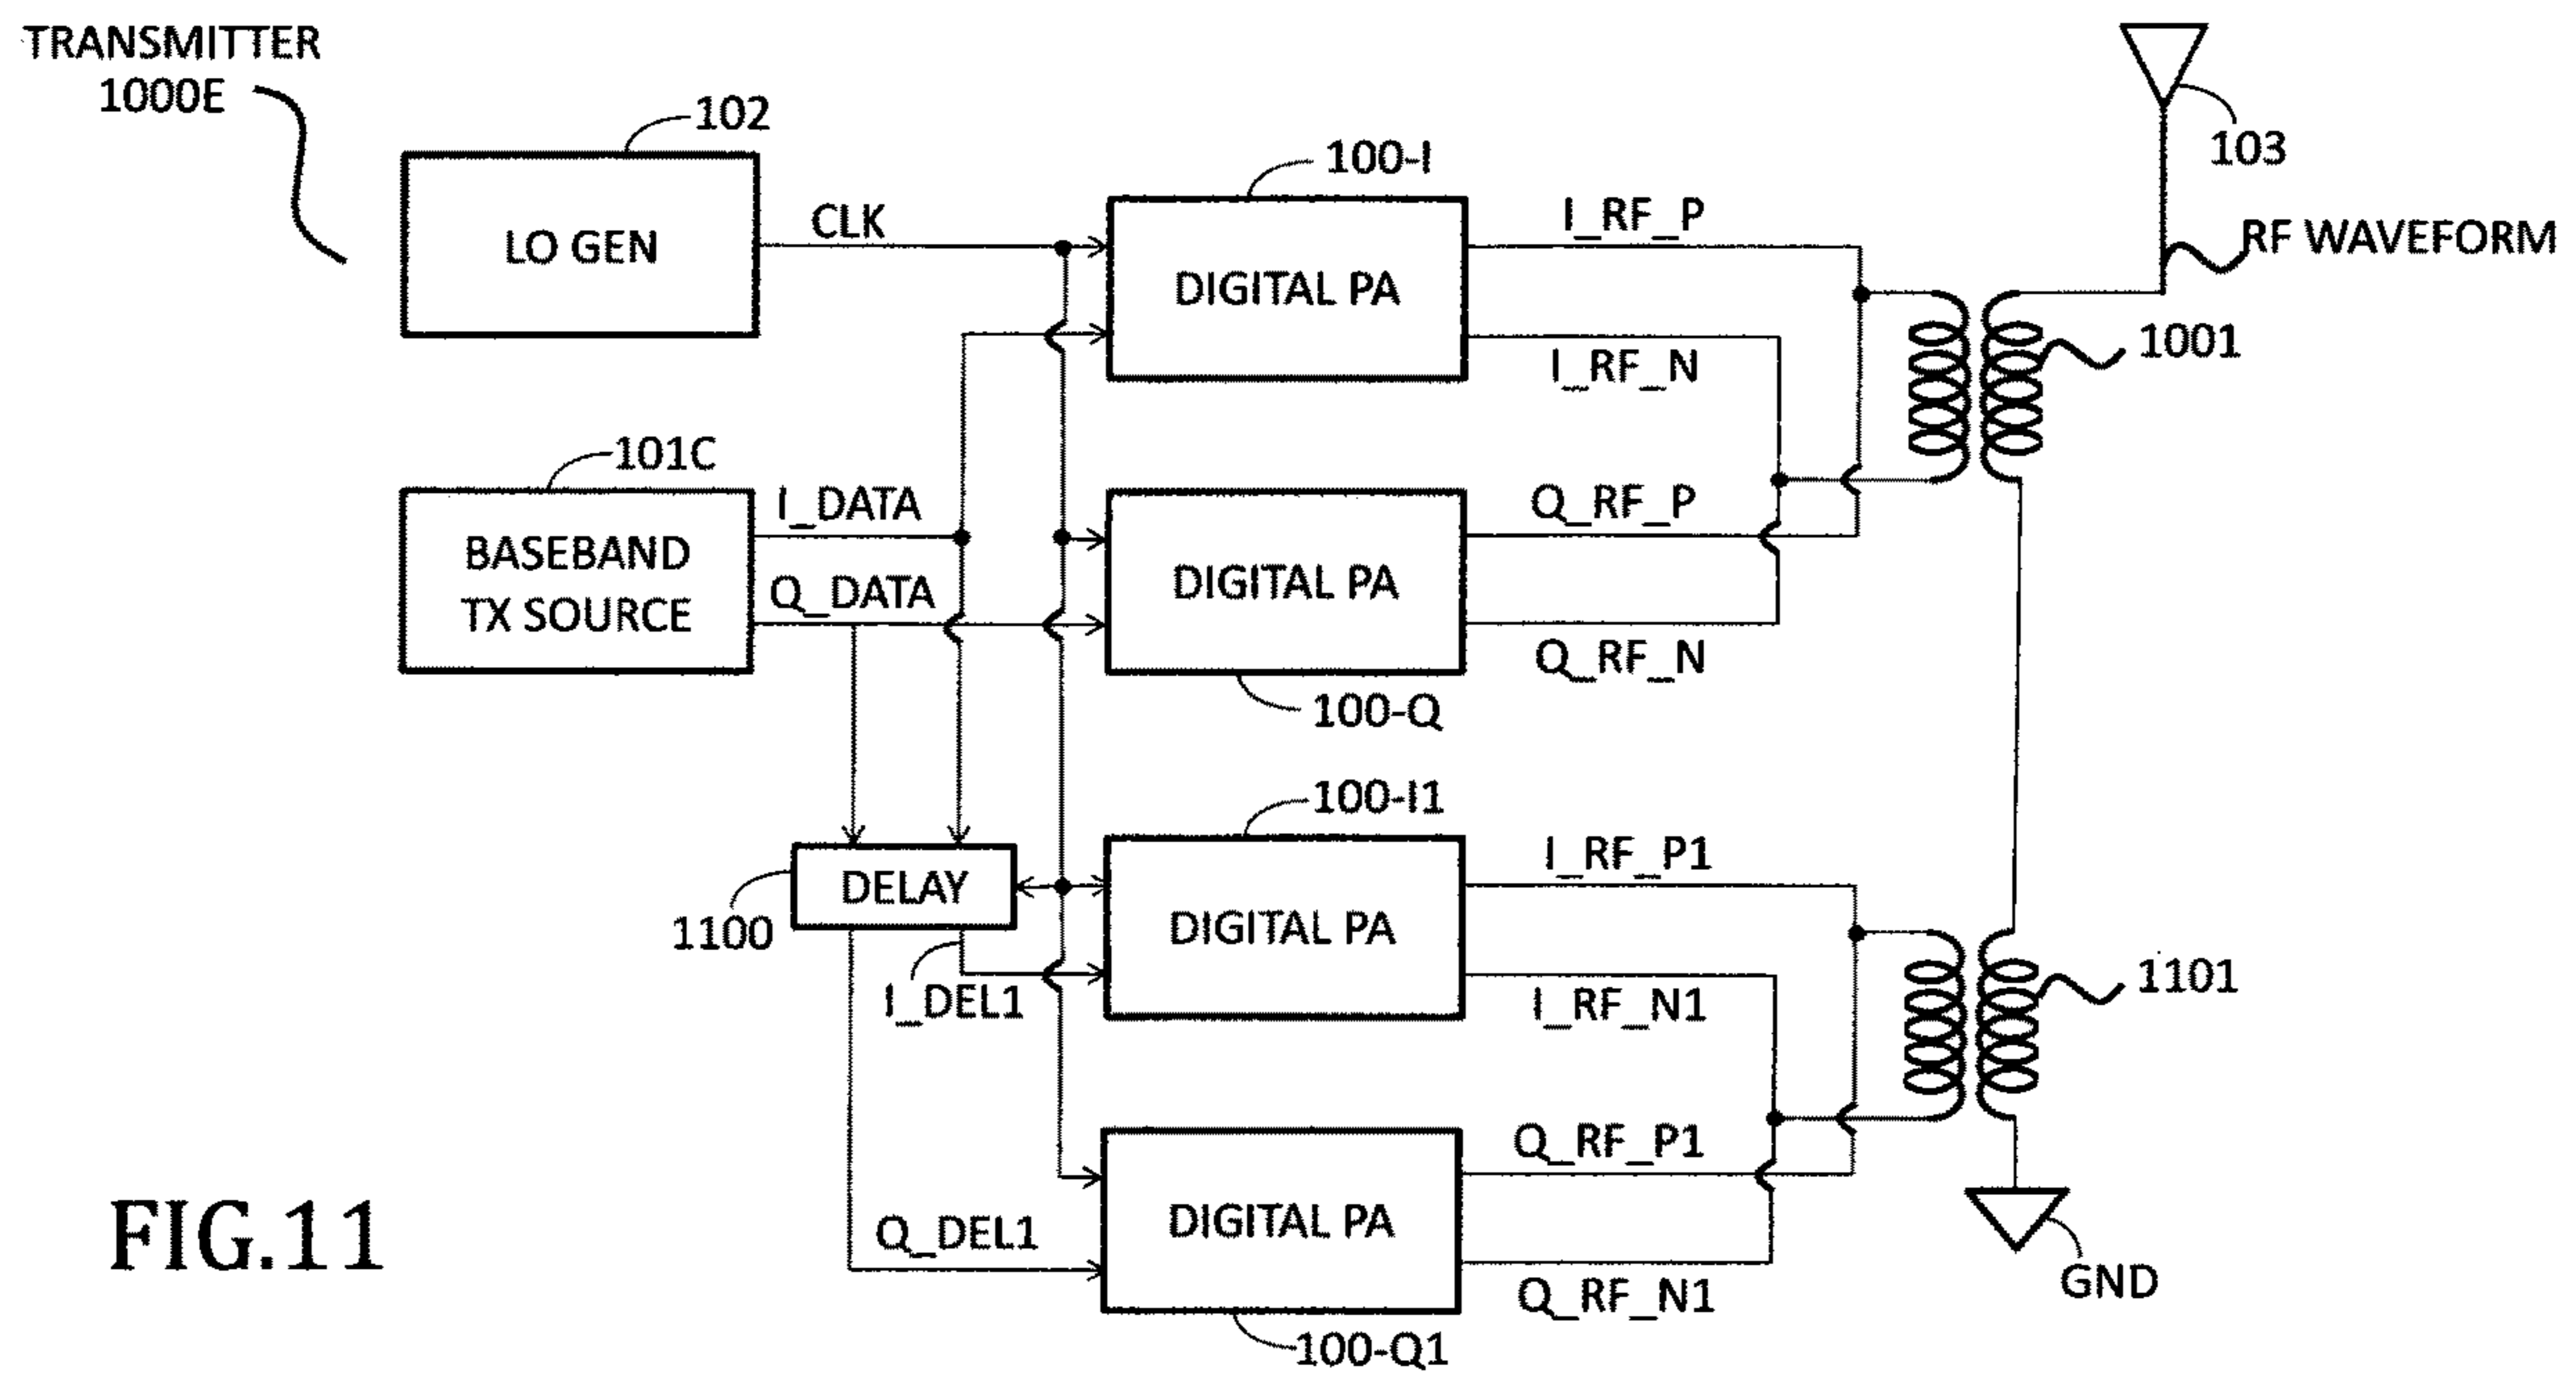 TRANSMITTER
1000E
102
LO GEN
CLK
100-I
DIGITAL PA
I_RF_P
I_RF_N
103
RF WAVEFORM
1001
101C
BASEBAND
TX SOURCE
I_DATA
Q_DATA
DIGITAL PA
100-Q
Q_RF_P
Q_RF_N
DELAY
1100
I_DEL1
100-I1
DIGITAL PA
I_RF_P1
I_RF_N1
1101
Q_DEL1
DIGITAL PA
100-Q1
Q_RF_P1
Q_RF_N1
GND
FIG.11